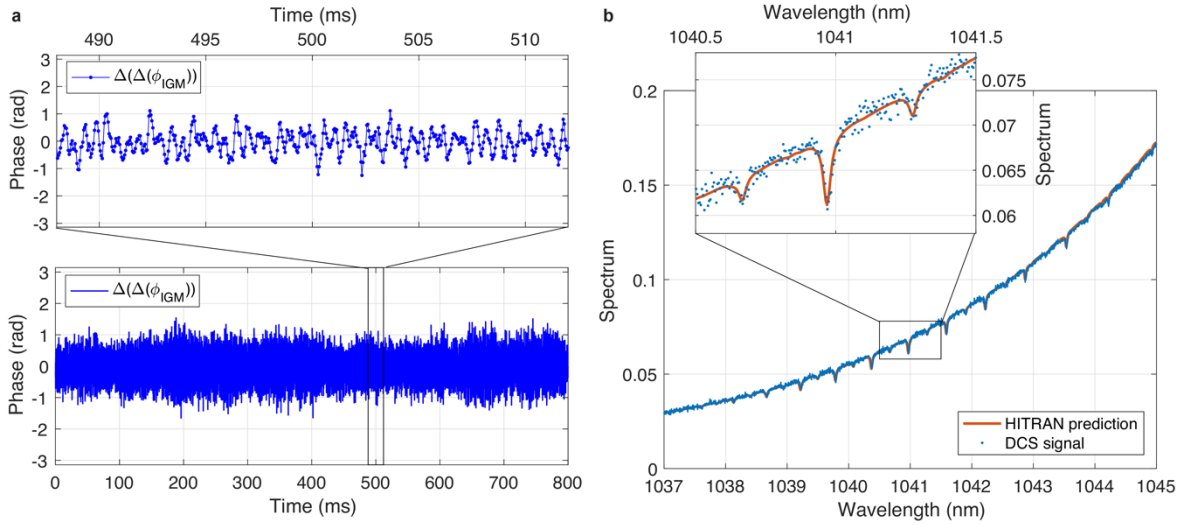 a
Time (ms)
490 495 500 505 510
3
2
1
0
-1
-2
-3
Phase (rad)
Δ(Δ(ϕIGM))
3
2
1
0
-1
-2
-3
Phase (rad)
Δ(Δ(ϕIGM))
0 100 200 300 400 500 600 700 800
Time (ms)
b
Wavelength (nm)
1040.5 1041 1041.5
0.075
0.07
0.065
0.06
Spectrum
0.2
0.15
0.1
0.05
0
Spectrum
HITRAN prediction
DCS signal
1037 1038 1039 1040 1041 1042 1043 1044 1045
Wavelength (nm)